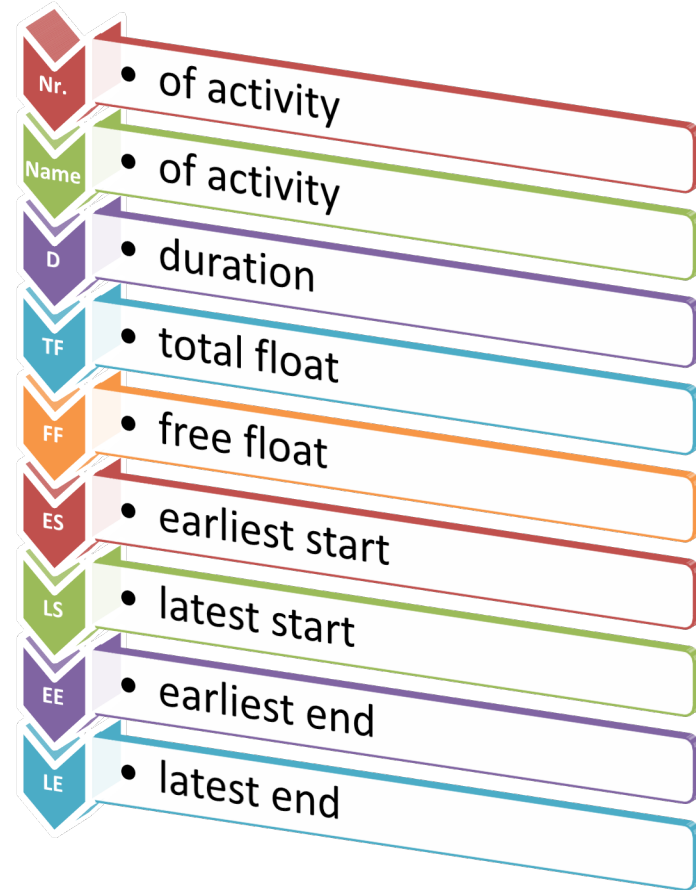 Nr.
• of activity
Name
• of activity
D
• duration
TF
• total float
FF
• free float
ES
• earliest start
LS
• latest start
EE
• earliest end
LE
• latest end